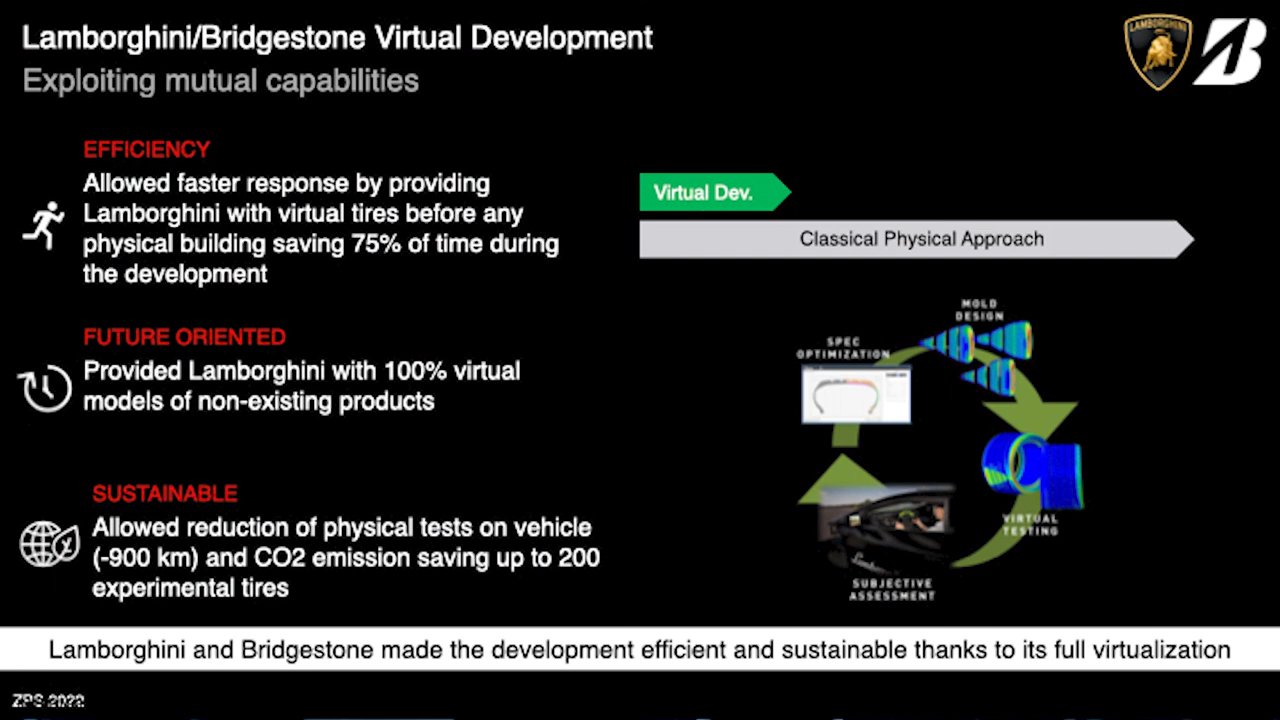 Lamborghini/Bridgestone Virtual Development
Exploiting mutual capabilities
LAMBORGHINI
EFFICIENCY
Allowed faster response by providing
Lamborghini with virtual tires before any
physical building saving 75% of time during
the development
Virtual Dev.
Classical Physical Approach
FUTURE ORIENTED
Provided Lamborghini with 100% virtual
models of non-existing products
SUSTAINABLE
Allowed reduction of physical tests on vehicle
(-900 km) and CO2 emission saving up to 200
experimental tires
MOLD
DESIGN
SPEC
OPTIMIZATION
VIRTUAL
TESTING
SUBJECTIVE
ASSESSMENT
Lamborghini and Bridgestone made the development efficient and sustainable thanks to its full virtualization
ZPS 2022